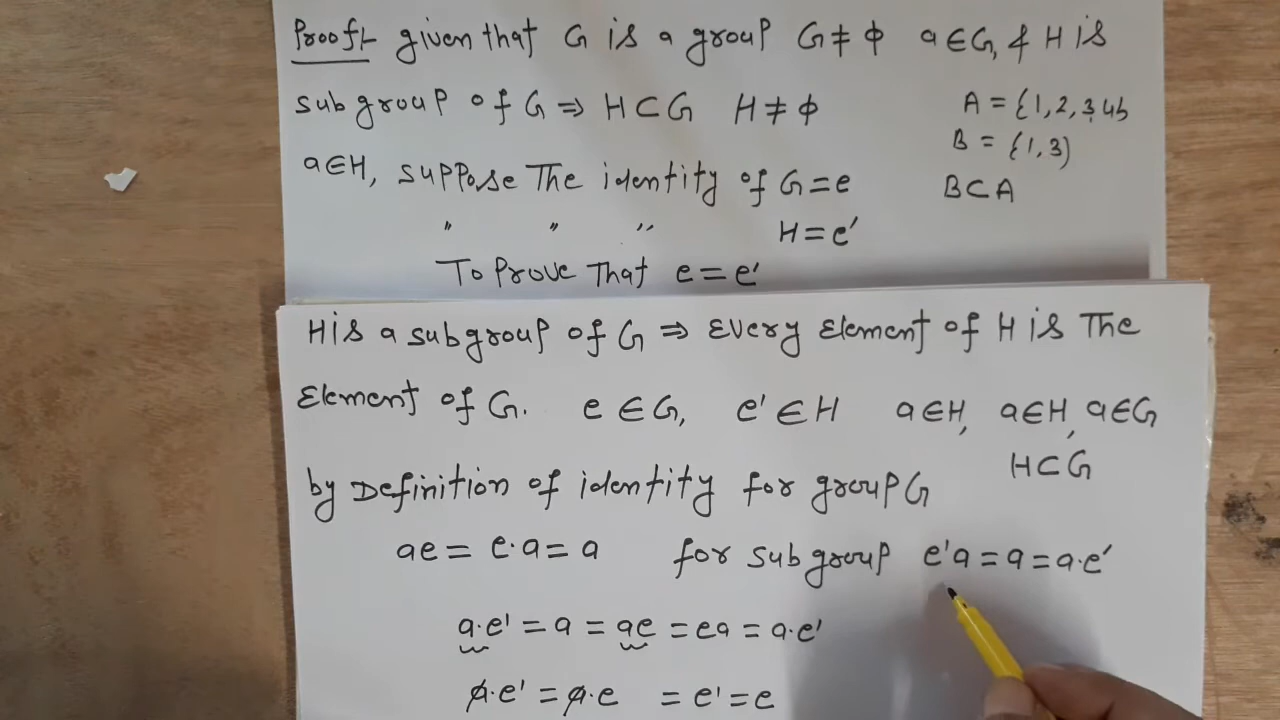 Proof:- given that G is a group G ≠ φ a∈G, & H is
subgroup of G ⇒ H⊂G H ≠ φ
A = {1,2,3,4}
B = {1,3}
B⊂A
a∈H, suppose The identity of G = e
" " " H = e'
To Prove That e = e'
H is a subgroup of G ⇒ Every Element of H is The
Element of G. e ∈G, e' ∈H a∈H, a∈H, a∈G
H⊂G
by Definition of identity for group G
ae = e·a = a for subgroup e'a = a = a·e'
a·e' = a = ae = ea = a·e'
a·e' = a·e = e' = e